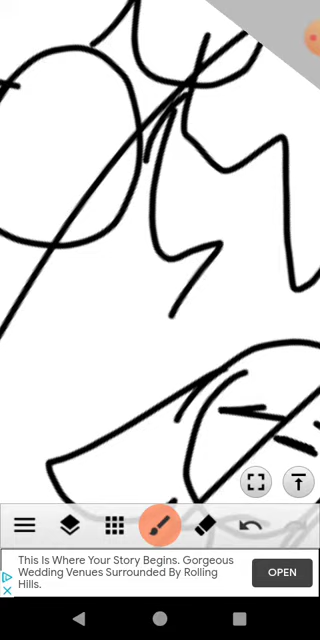 This Is Where Your Story Begins. Gorgeous
Wedding Venues Surrounded By Rolling
Hills.
OPEN